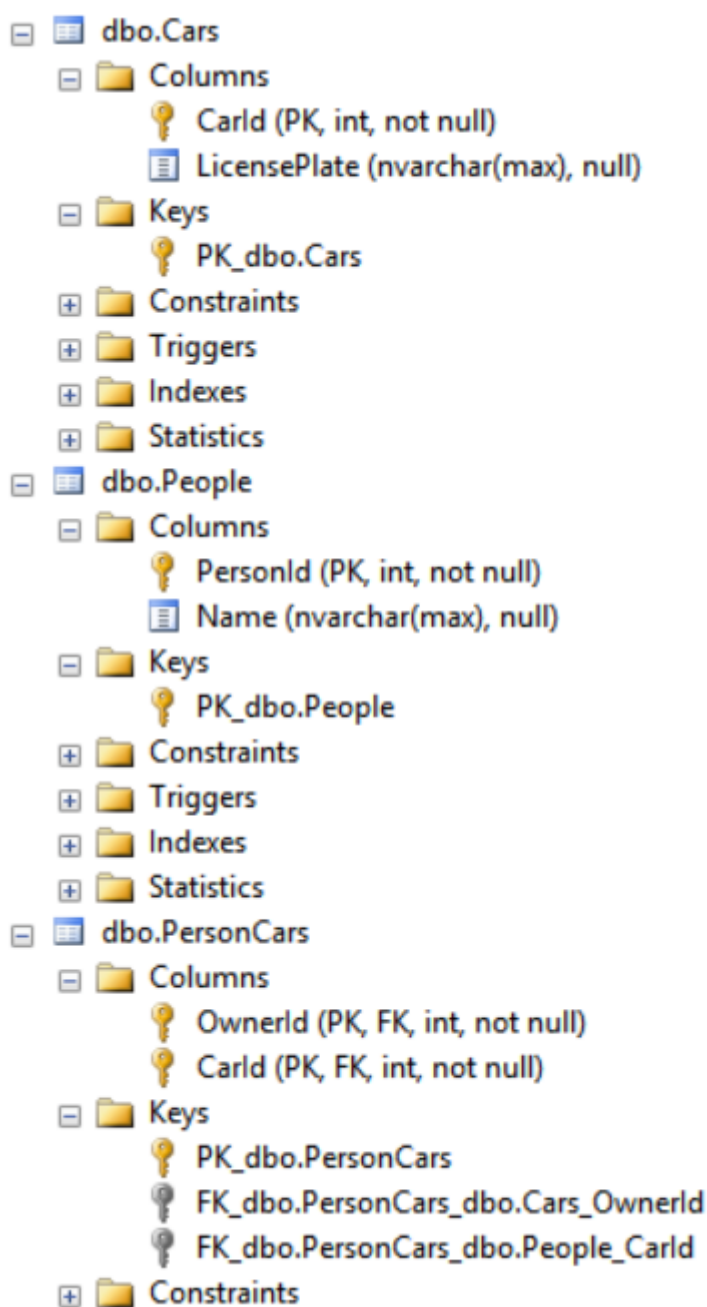 dbo.Cars
Columns
CarId (PK, int, not null)
LicensePlate (nvarchar(max), null)
Keys
PK_dbo.Cars
Constraints
Triggers
Indexes
Statistics
dbo.People
Columns
PersonId (PK, int, not null)
Name (nvarchar(max), null)
Keys
PK_dbo.People
Constraints
Triggers
Indexes
Statistics
dbo.PersonCars
Columns
OwnerId (PK, FK, int, not null)
CarId (PK, FK, int, not null)
Keys
PK_dbo.PersonCars
FK_dbo.PersonCars_dbo.Cars_OwnerId
FK_dbo.PersonCars_dbo.People_CarId
Constraints